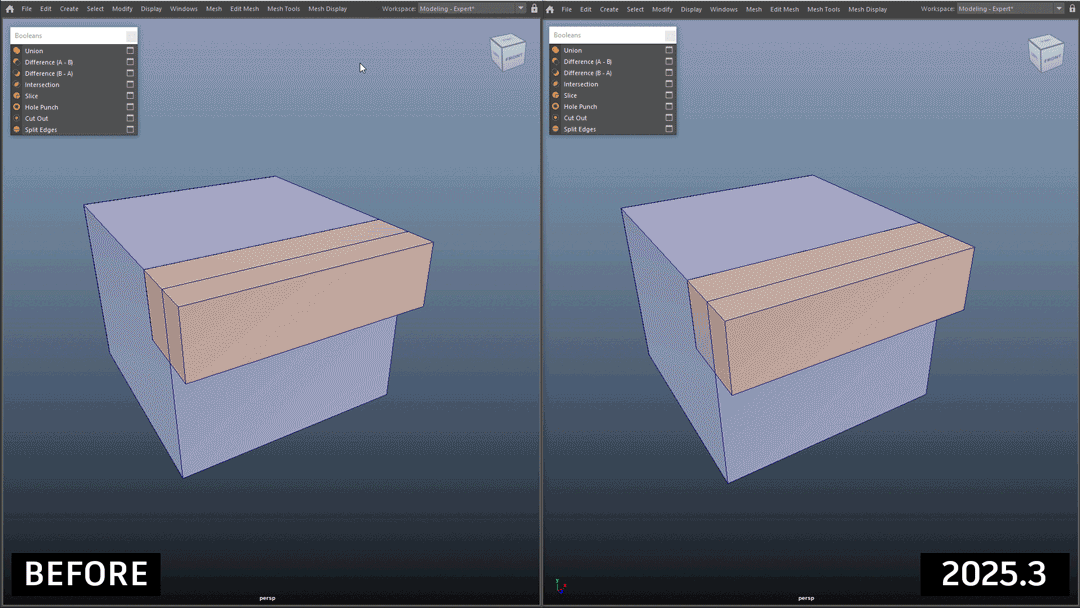 File Edit Create Select Modify Display Windows Mesh Edit Mesh Mesh Tools Mesh Display Workspace: Modeling - Expert*
Booleans
Union
Difference (A - B)
Difference (B - A)
Intersection
Slice
Hole Punch
Cut Out
Split Edges
FRONT
BEFORE
persp
File Edit Create Select Modify Display Windows Mesh Edit Mesh Mesh Tools Mesh Display Workspace: Modeling - Expert*
Booleans
Union
Difference (A - B)
Difference (B - A)
Intersection
Slice
Hole Punch
Cut Out
Split Edges
FRONT
2025.3
persp